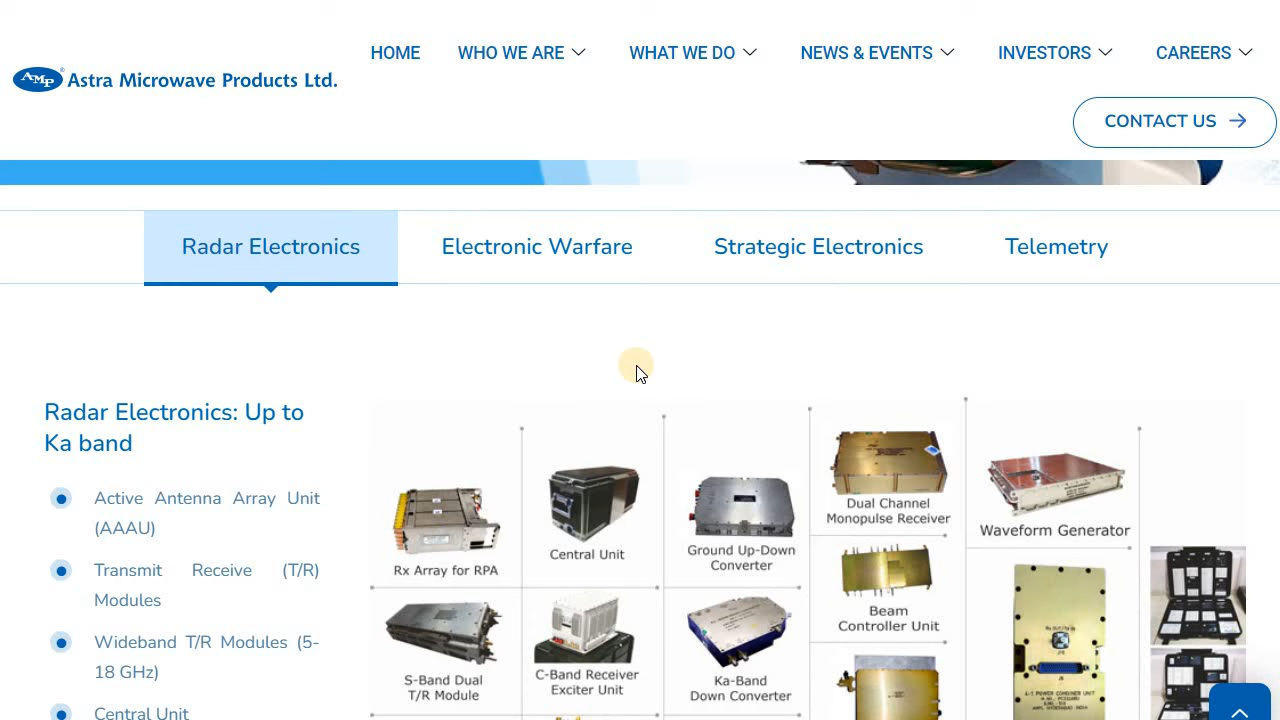 HOME
WHO WE ARE
WHAT WE DO
NEWS & EVENTS
INVESTORS
CAREERS
AMP Astra Microwave Products Ltd.
CONTACT US
Radar Electronics
Electronic Warfare
Strategic Electronics
Telemetry
Radar Electronics: Up to
Ka band
Active Antenna Array Unit
(AAAU)
Transmit Receive (T/R)
Modules
Wideband T/R Modules (5-
18 GHz)
Central Unit
Rx Array for RPA
Central Unit
Ground Up-Down
Converter
Dual Channel
Monopulse Receiver
Waveform Generator
Beam
Controller Unit
S-Band Dual
T/R Module
C-Band Receiver
Exciter Unit
Ka-Band
Down Converter